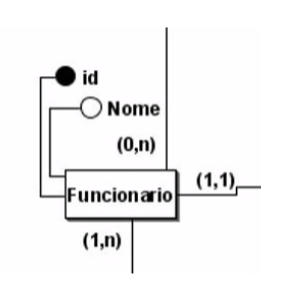 id
Nome
(0,n)
(1,1)
Funcionario
(1,n)